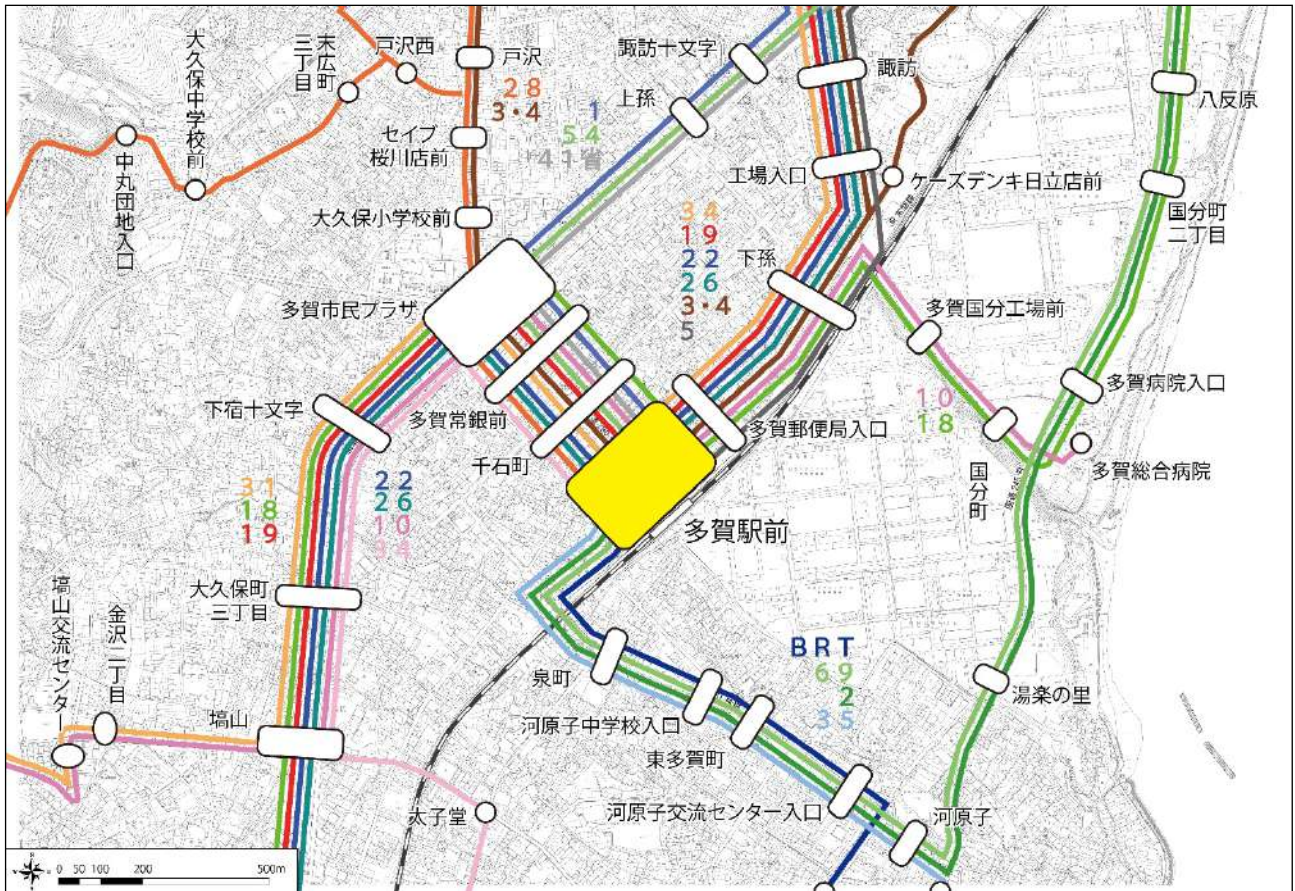 大久保中学校前
末広町
三丁目
戸沢西
戸沢
28
3・4
セイブ
桜川店前
大久保小学校前
中丸団地入口
諏訪十文字
上孫
1
54
41省
諏訪
工場入口
ケーズデンキ日立店前
34
19
22
26
3・4
5
下孫
八反原
国分町
二丁目
多賀市民プラザ
多賀国分工場前
多賀病院入口
下宿十文字
多賀常銀前
千石町
多賀郵便局入口
10
18
国分町
多賀総合病院
多賀駅前
31
18
19
22
26
10
34
大久保町
三丁目
塙山交流センター
金沢二丁目
塙山
太子堂
泉町
河原子中学校入口
東多賀町
河原子交流センター入口
河原子
BRT
69
2
35
湯楽の里
0 50 100 200 500m